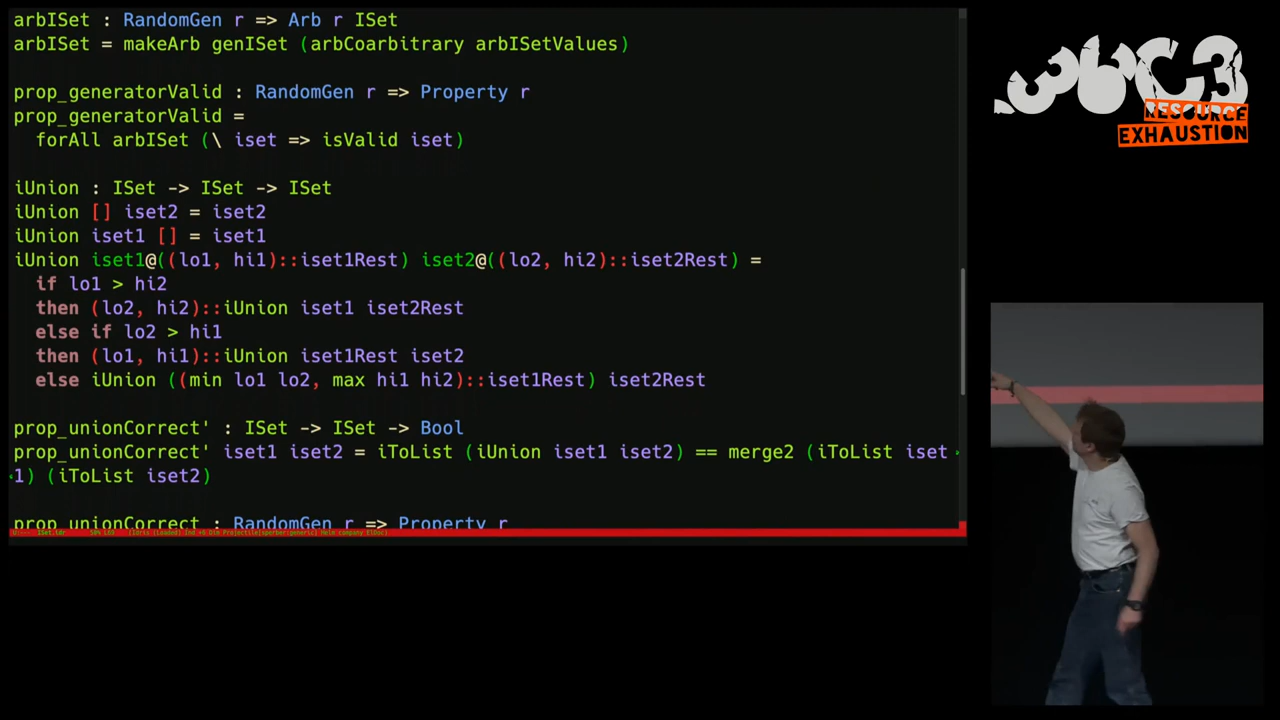 arbISet : RandomGen r => Arb r ISet
arbISet = makeArb genISet (arbCoarbitrary arbISetValues)
prop_generatorValid : RandomGen r => Property r
prop_generatorValid =
forAll arbISet (\ iset => isValid iset)
iUnion : ISet -> ISet -> ISet
iUnion [] iset2 = iset2
iUnion iset1 [] = iset1
iUnion iset1@((lo1, hi1)::iset1Rest) iset2@((lo2, hi2)::iset2Rest) =
if lo1 > hi2
then (lo2, hi2)::iUnion iset1 iset2Rest
else if lo2 > hi1
then (lo1, hi1)::iUnion iset1Rest iset2
else iUnion ((min lo1 lo2, max hi1 hi2)::iset1Rest) iset2Rest
prop_unionCorrect' : ISet -> ISet -> Bool
prop_unionCorrect' iset1 iset2 = iToList (iUnion iset1 iset2) == merge2 (iToList iset
1) (iToList iset2)
prop_unionCorrect : RandomGen r => Property r
36C3
RESOURCE
EXHAUSTION